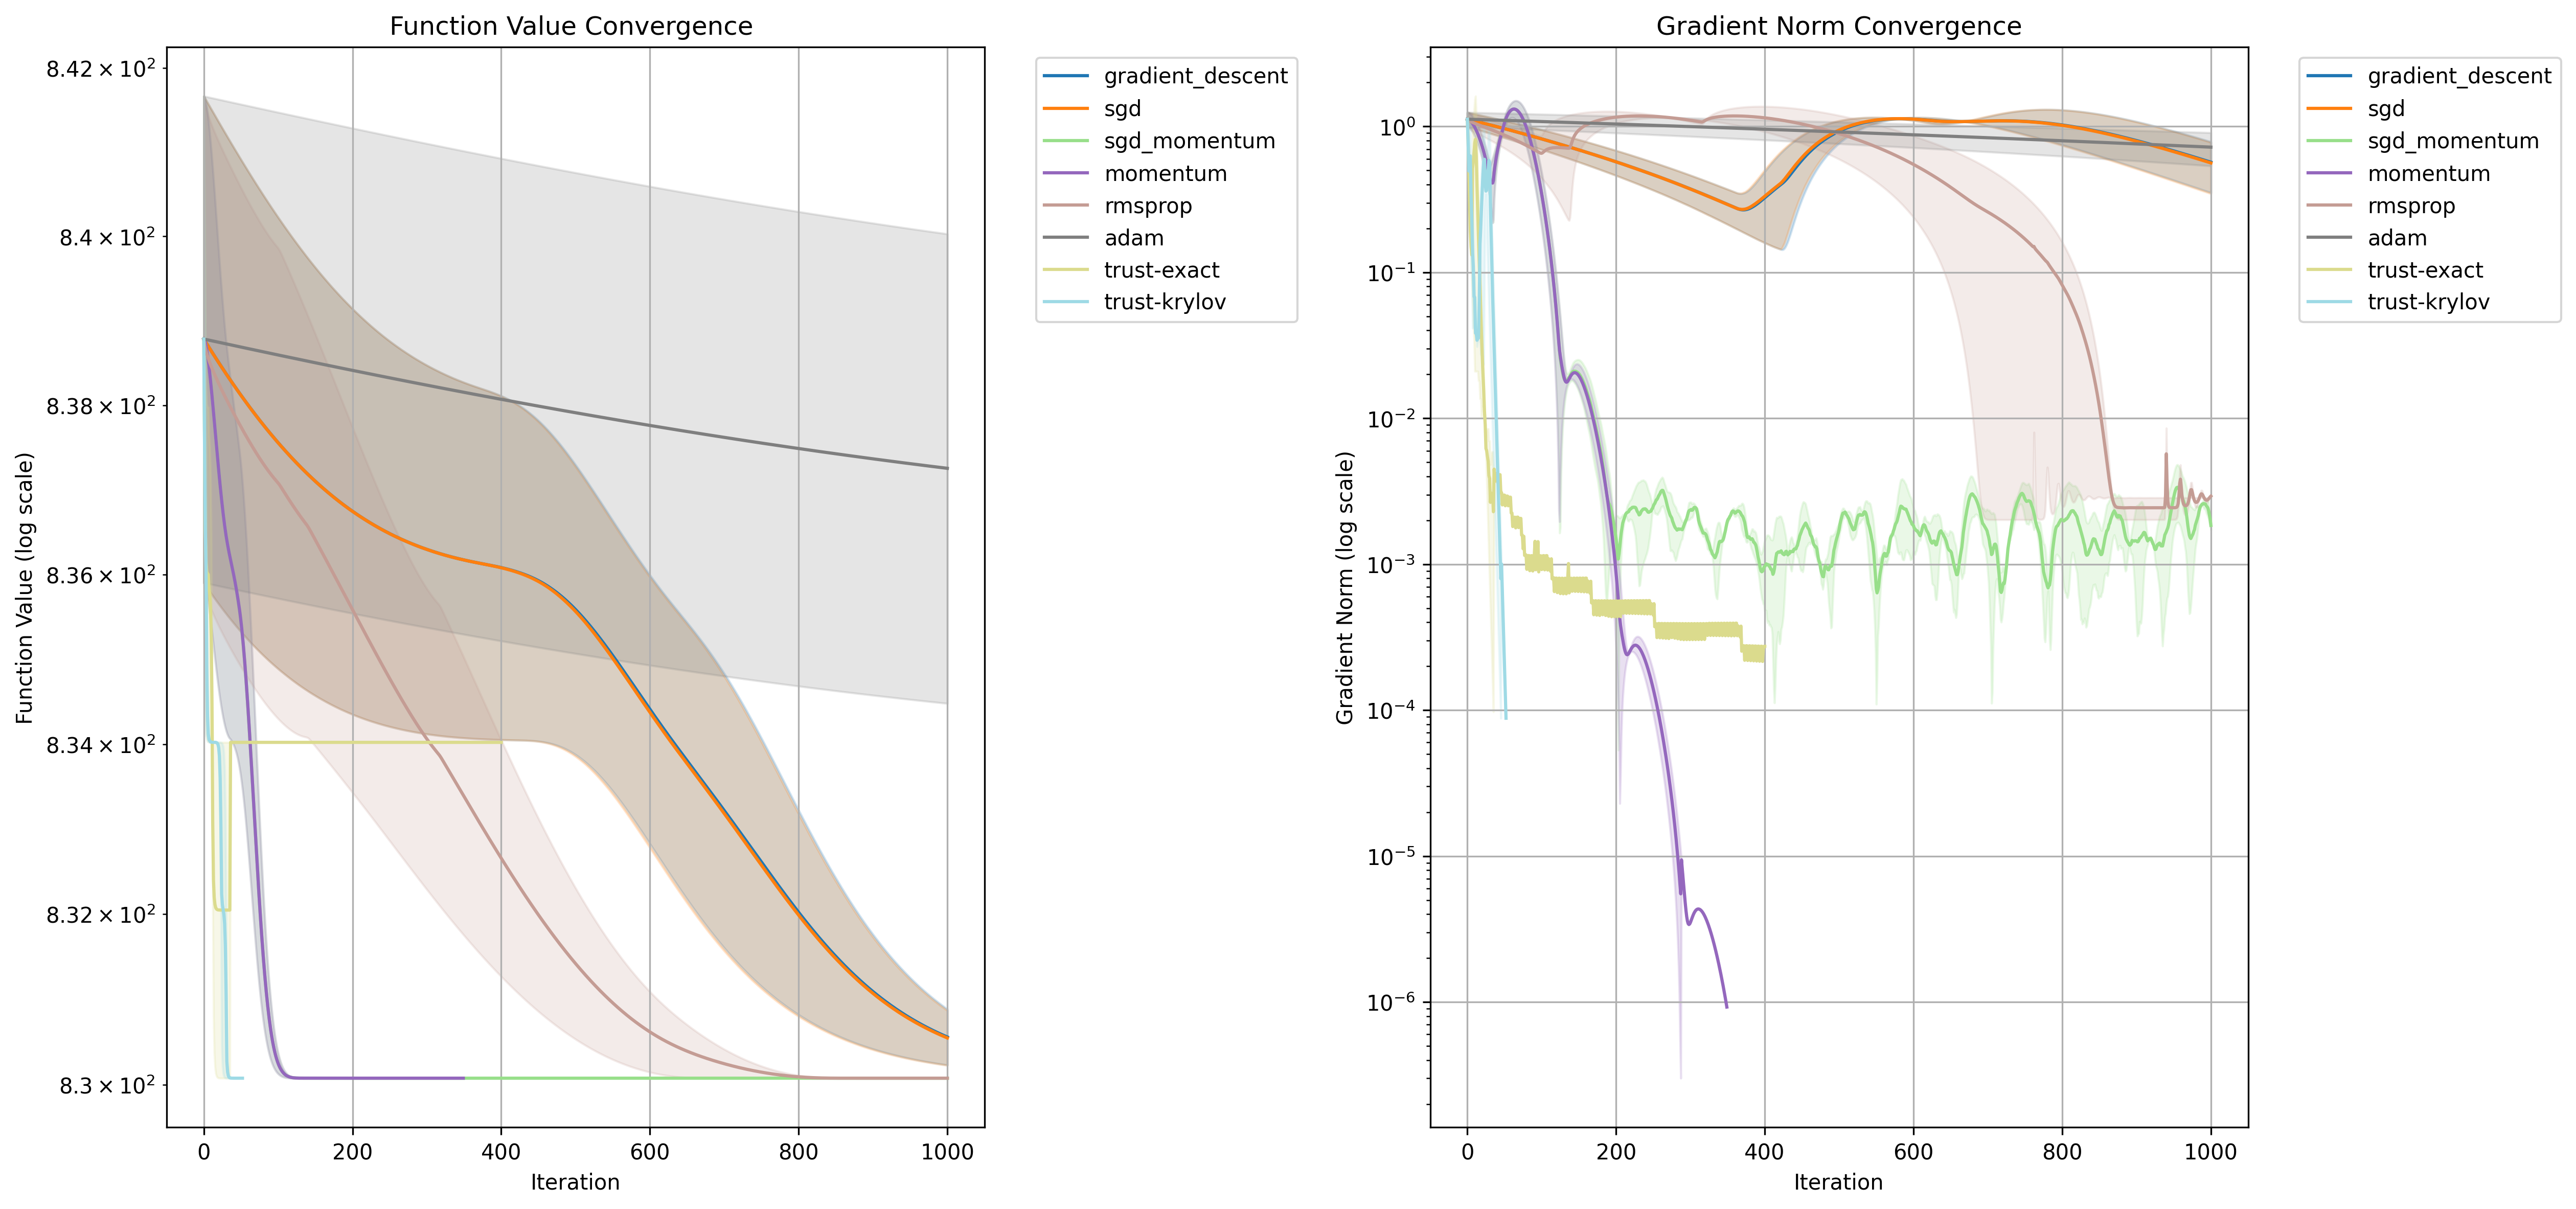 Function Value Convergence
8.42 × 10²
8.4 × 10²
8.38 × 10²
8.36 × 10²
8.34 × 10²
8.32 × 10²
8.3 × 10²
Function Value (log scale)
0 200 400 600 800 1000
Iteration
gradient_descent
sgd
sgd_momentum
momentum
rmsprop
adam
trust-exact
trust-krylov
Gradient Norm Convergence
10⁰
10⁻¹
10⁻²
10⁻³
10⁻⁴
10⁻⁵
10⁻⁶
Gradient Norm (log scale)
0 200 400 600 800 1000
Iteration
gradient_descent
sgd
sgd_momentum
momentum
rmsprop
adam
trust-exact
trust-krylov